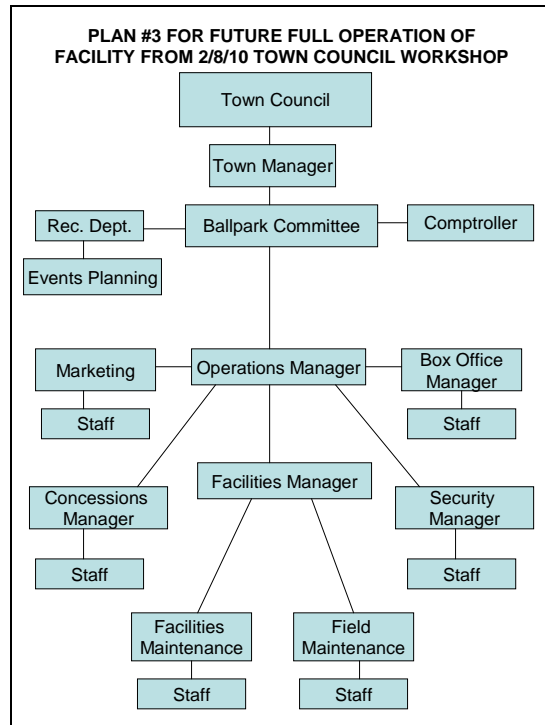 PLAN #3 FOR FUTURE FULL OPERATION OF
FACILITY FROM 2/8/10 TOWN COUNCIL WORKSHOP
Town Council
Town Manager
Rec. Dept.
Ballpark Committee
Comptroller
Events Planning
Marketing
Operations Manager
Box Office
Manager
Staff
Staff
Concessions
Manager
Facilities Manager
Security
Manager
Staff
Staff
Facilities
Maintenance
Field
Maintenance
Staff
Staff